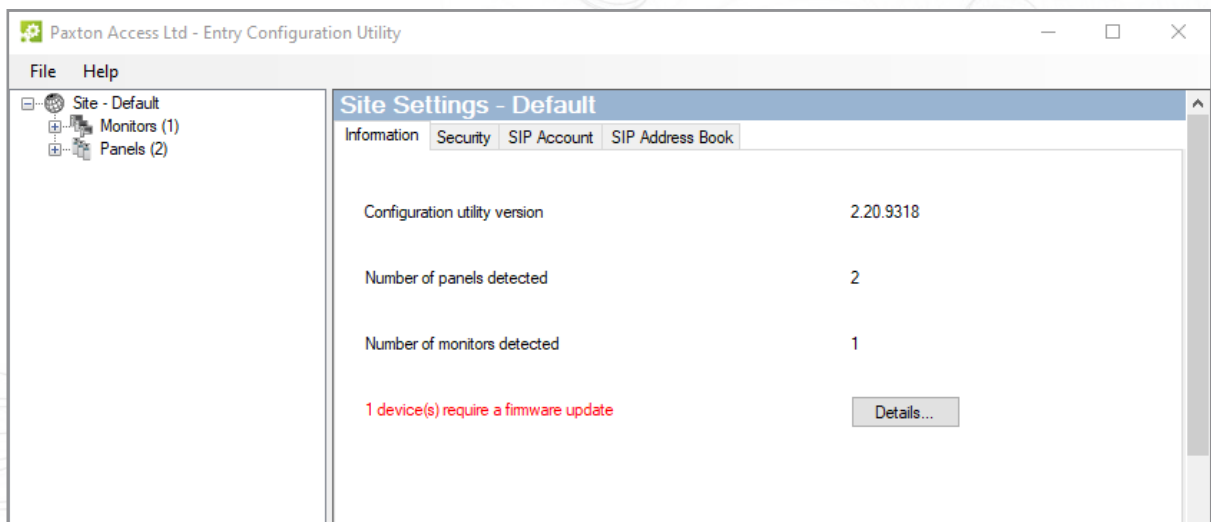 Paxton Access Ltd - Entry Configuration Utility
File Help
Site - Default
Monitors (1)
Panels (2)
Site Settings - Default
Information Security SIP Account SIP Address Book
Configuration utility version 2.20.9318
Number of panels detected 2
Number of monitors detected 1
1 device(s) require a firmware update Details...